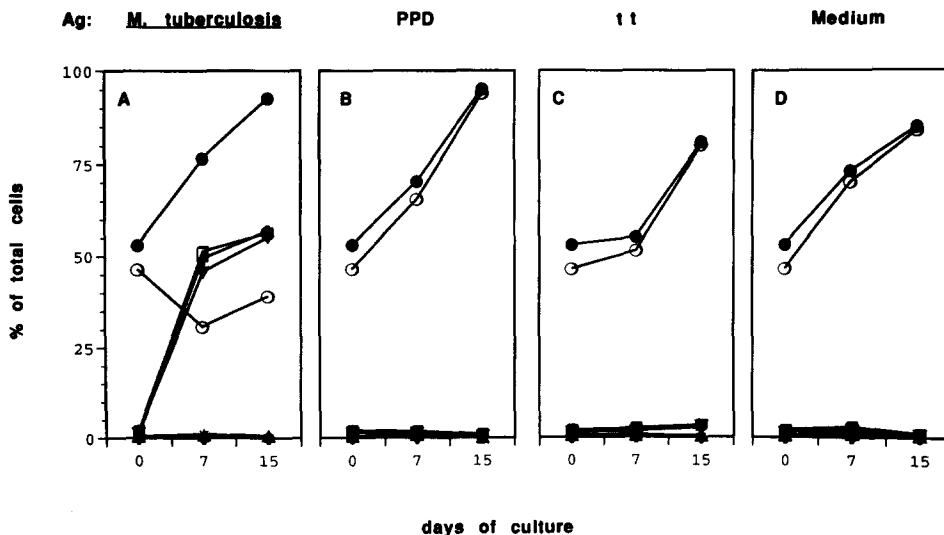 Ag: M. tuberculosis PPD t t Medium
A B C D
100
75
50
25
0
% of total cells
0 7 15 0 7 15 0 7 15 0 7 15
days of culture